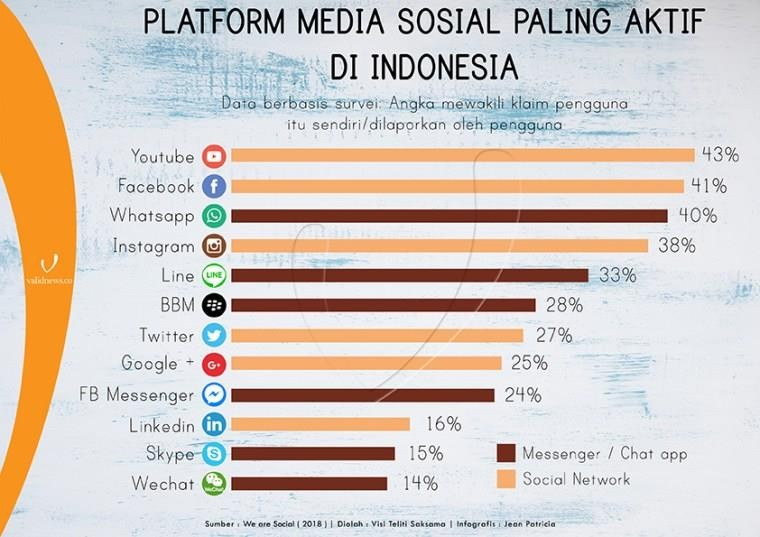 PLATFORM MEDIA SOSIAL PALING AKTIF
DI INDONESIA
Data berbasis survei: Angka mewakili klaim pengguna
itu sendiri/dilaporkan oleh pengguna
Youtube 43%
Facebook f 41%
Whatsapp 40%
Instagram 38%
Line LINE 33%
BBM 28%
Twitter 27%
Google + G+ 25%
FB Messenger 24%
Linkedin in 16%
Skype S 15%
Wechat WeChat 14%
Messenger / Chat app
Social Network
validnews.co
Sumber : We are Social ( 2018 ) | Diolah : Visi Teliti Saksama | Infografis : Jean Patricia